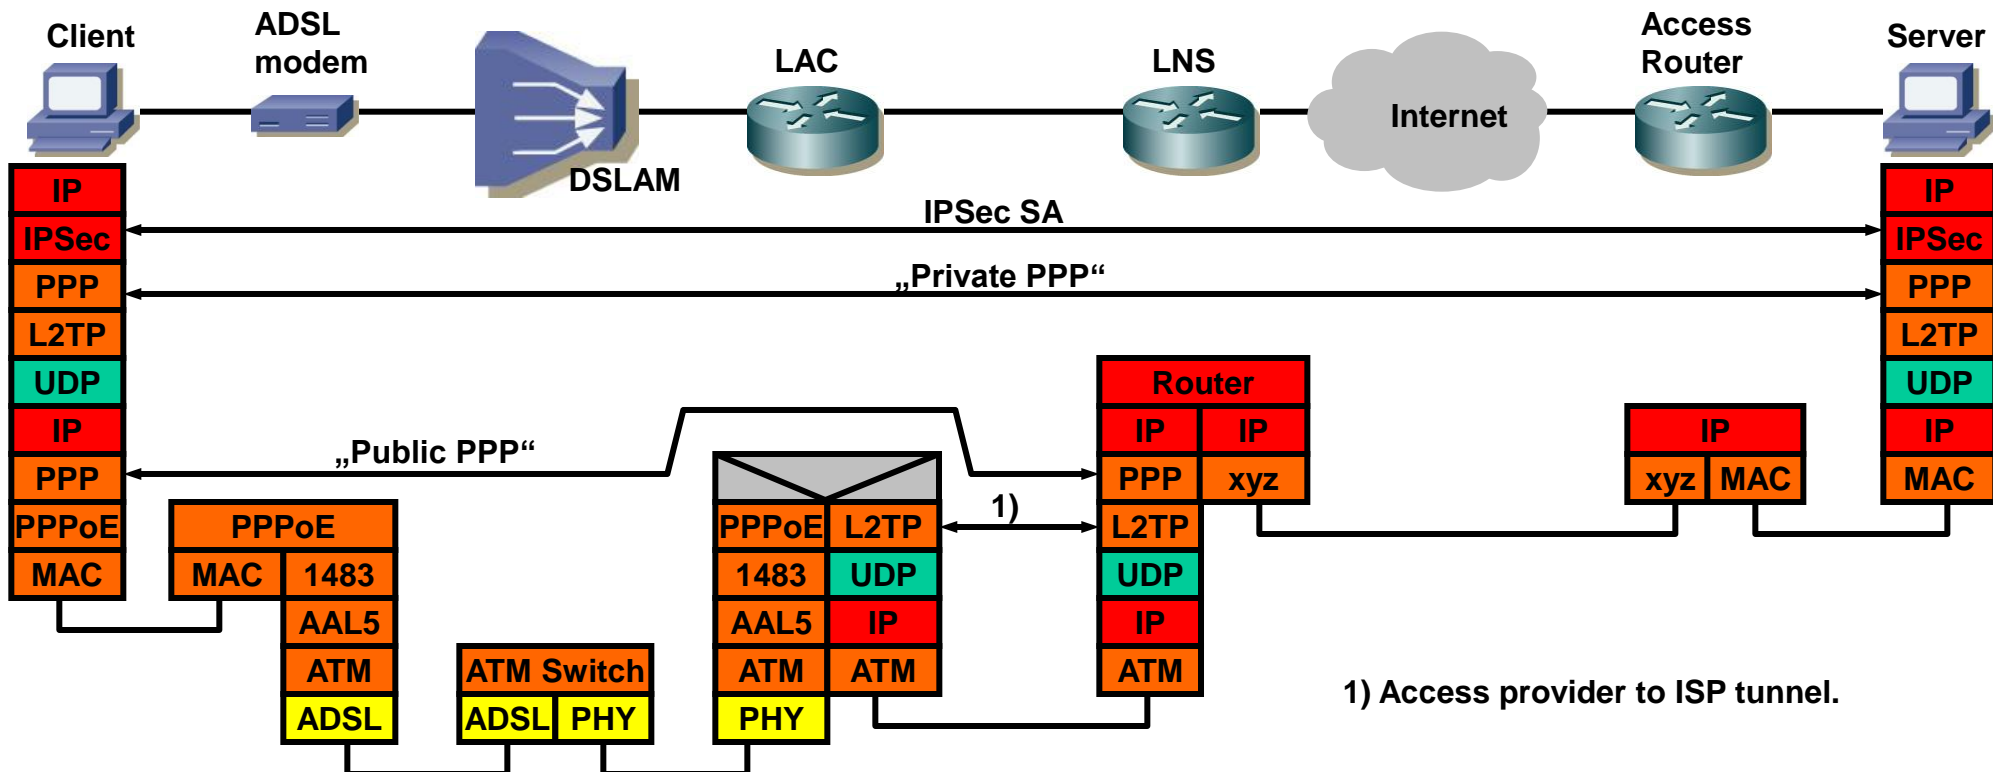 Client
ADSL
modem
DSLAM
LAC
LNS
Internet
Access
Router
Server
IP
IPSec
PPP
L2TP
UDP
IP
PPP
PPPoE
MAC
IPSec SA
„Private PPP“
„Public PPP“
PPPoE
MAC 1483
AAL5
ATM
ADSL
ATM Switch
ADSL PHY
PPPoE L2TP
1483 UDP
AAL5 IP
ATM ATM
PHY
1)
Router
IP IP
PPP xyz
L2TP
UDP
IP
ATM
IP
xyz MAC
IP
IPSec
PPP
L2TP
UDP
IP
MAC
1) Access provider to ISP tunnel.